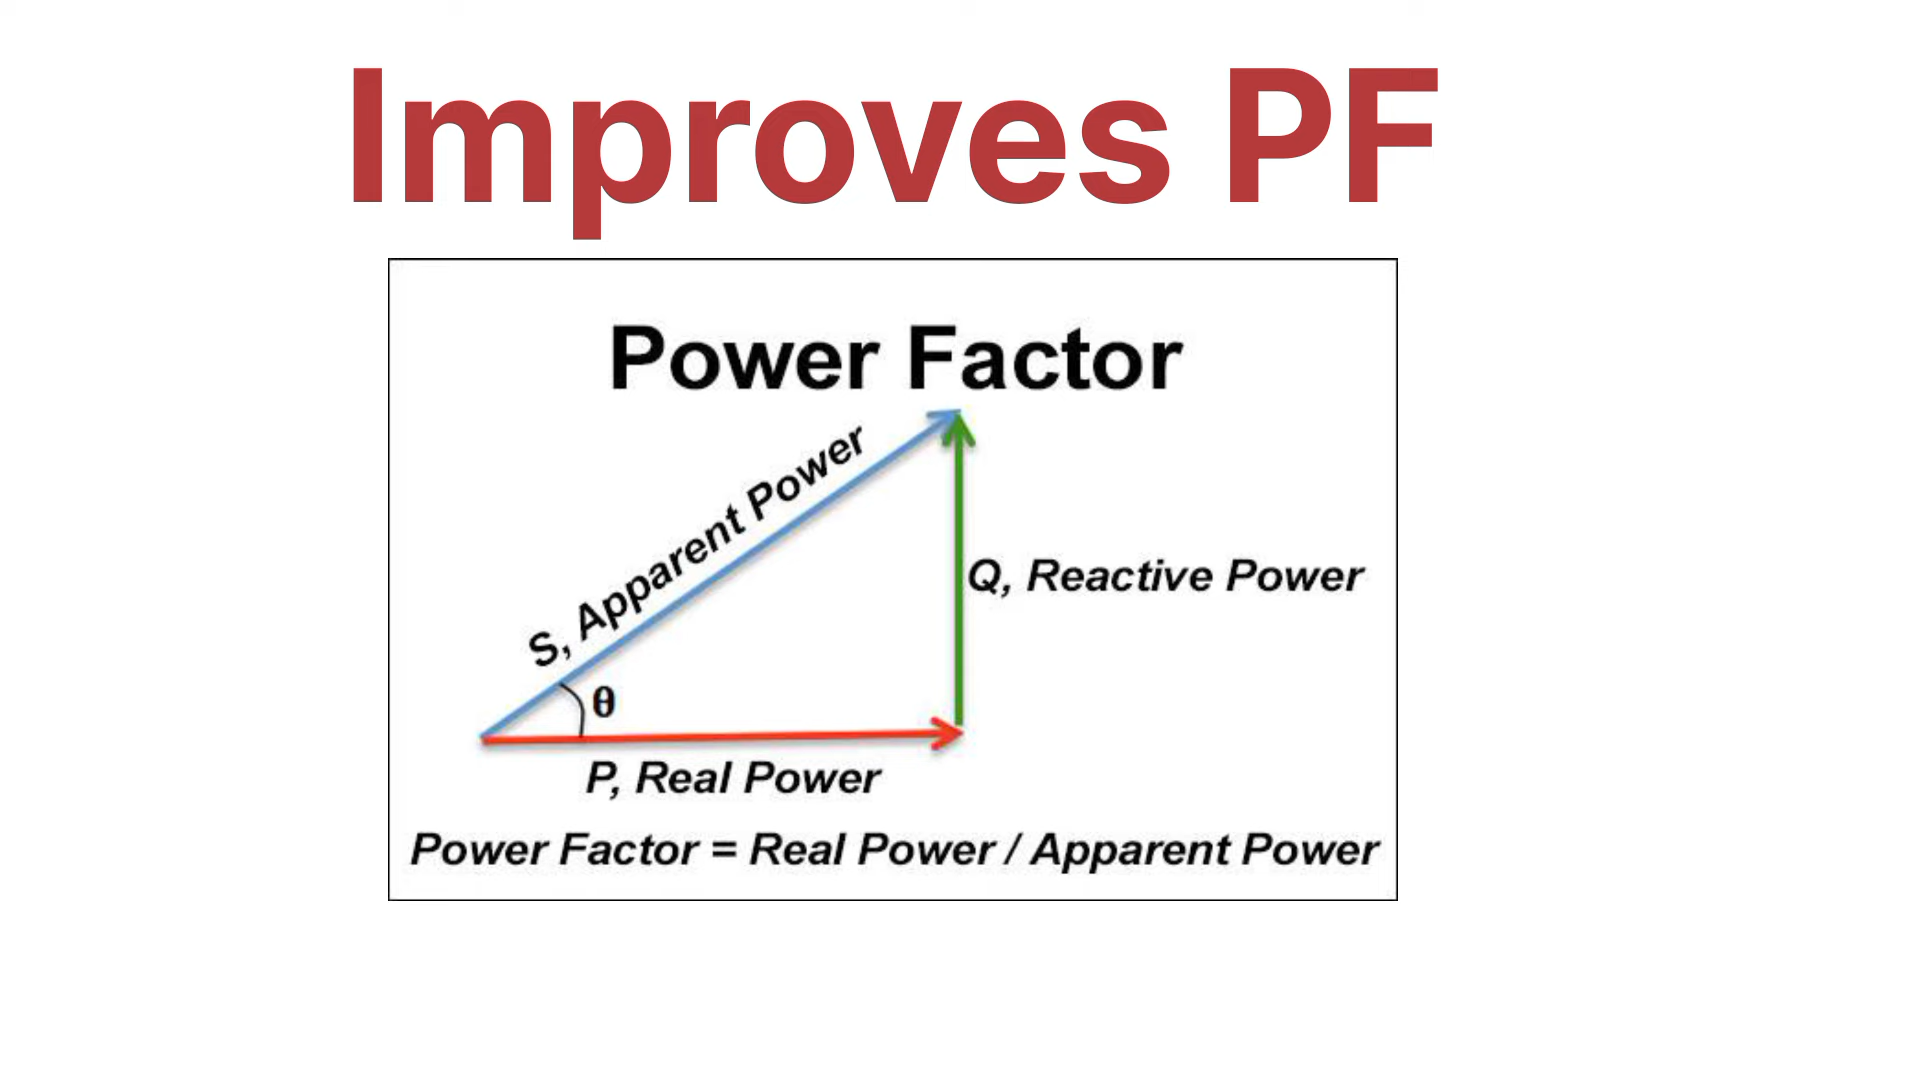 Improves PF
Power Factor
S, Apparent Power
Q, Reactive Power
θ
P, Real Power
Power Factor = Real Power / Apparent Power